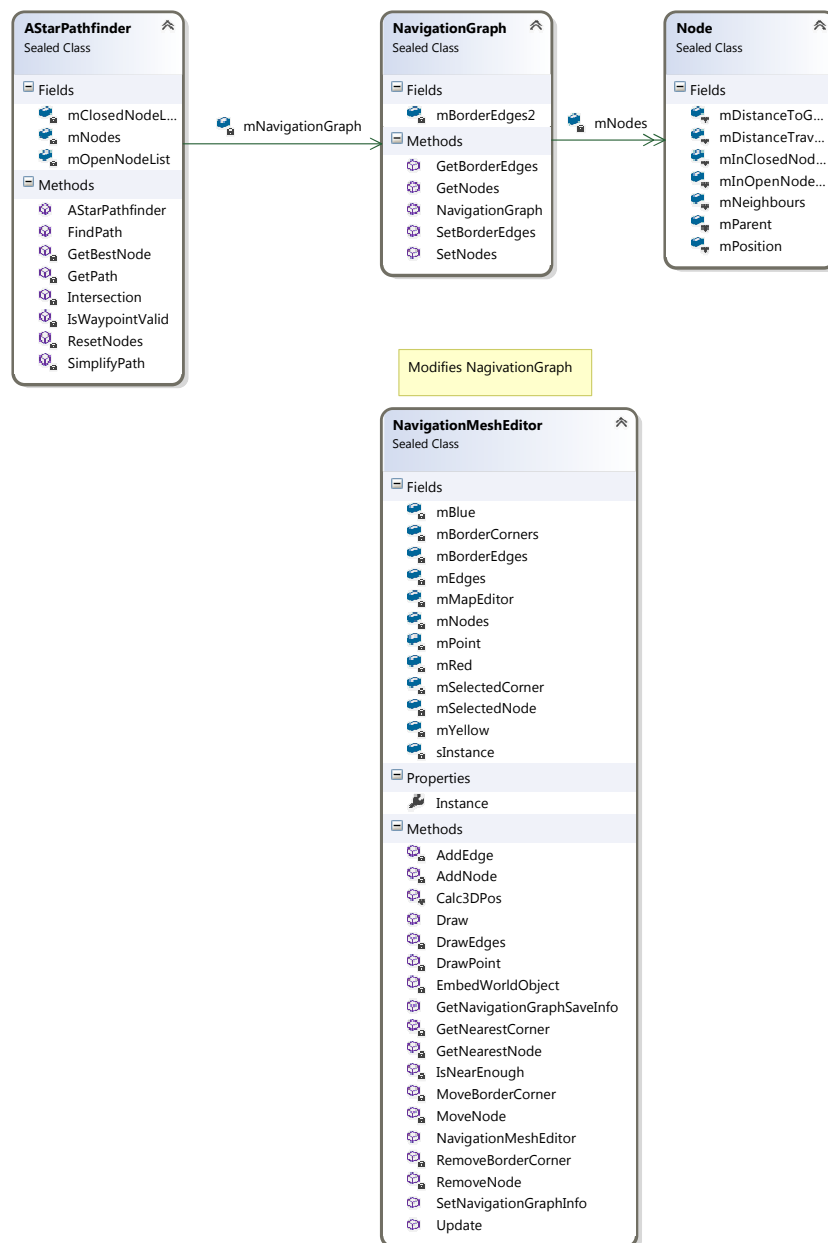 AStarPathfinder
Sealed Class
Fields
mClosedNodeL...
mNodes
mOpenNodeList
Methods
AStarPathfinder
FindPath
GetBestNode
GetPath
Intersection
IsWaypointValid
ResetNodes
SimplifyPath
mNavigationGraph
NavigationGraph
Sealed Class
Fields
mBorderEdges2
Methods
GetBorderEdges
GetNodes
NavigationGraph
SetBorderEdges
SetNodes
mNodes
Node
Sealed Class
Fields
mDistanceToG...
mDistanceTrav...
mInClosedNod...
mInOpenNode...
mNeighbours
mParent
mPosition
Modifies NagivationGraph
NavigationMeshEditor
Sealed Class
Fields
mBlue
mBorderCorners
mBorderEdges
mEdges
mMapEditor
mNodes
mPoint
mRed
mSelectedCorner
mSelectedNode
mYellow
sInstance
Properties
Instance
Methods
AddEdge
AddNode
Calc3DPos
Draw
DrawEdges
DrawPoint
EmbedWorldObject
GetNavigationGraphSaveInfo
GetNearestCorner
GetNearestNode
IsNearEnough
MoveBorderCorner
MoveNode
NavigationMeshEditor
RemoveBorderCorner
RemoveNode
SetNavigationGraphInfo
Update